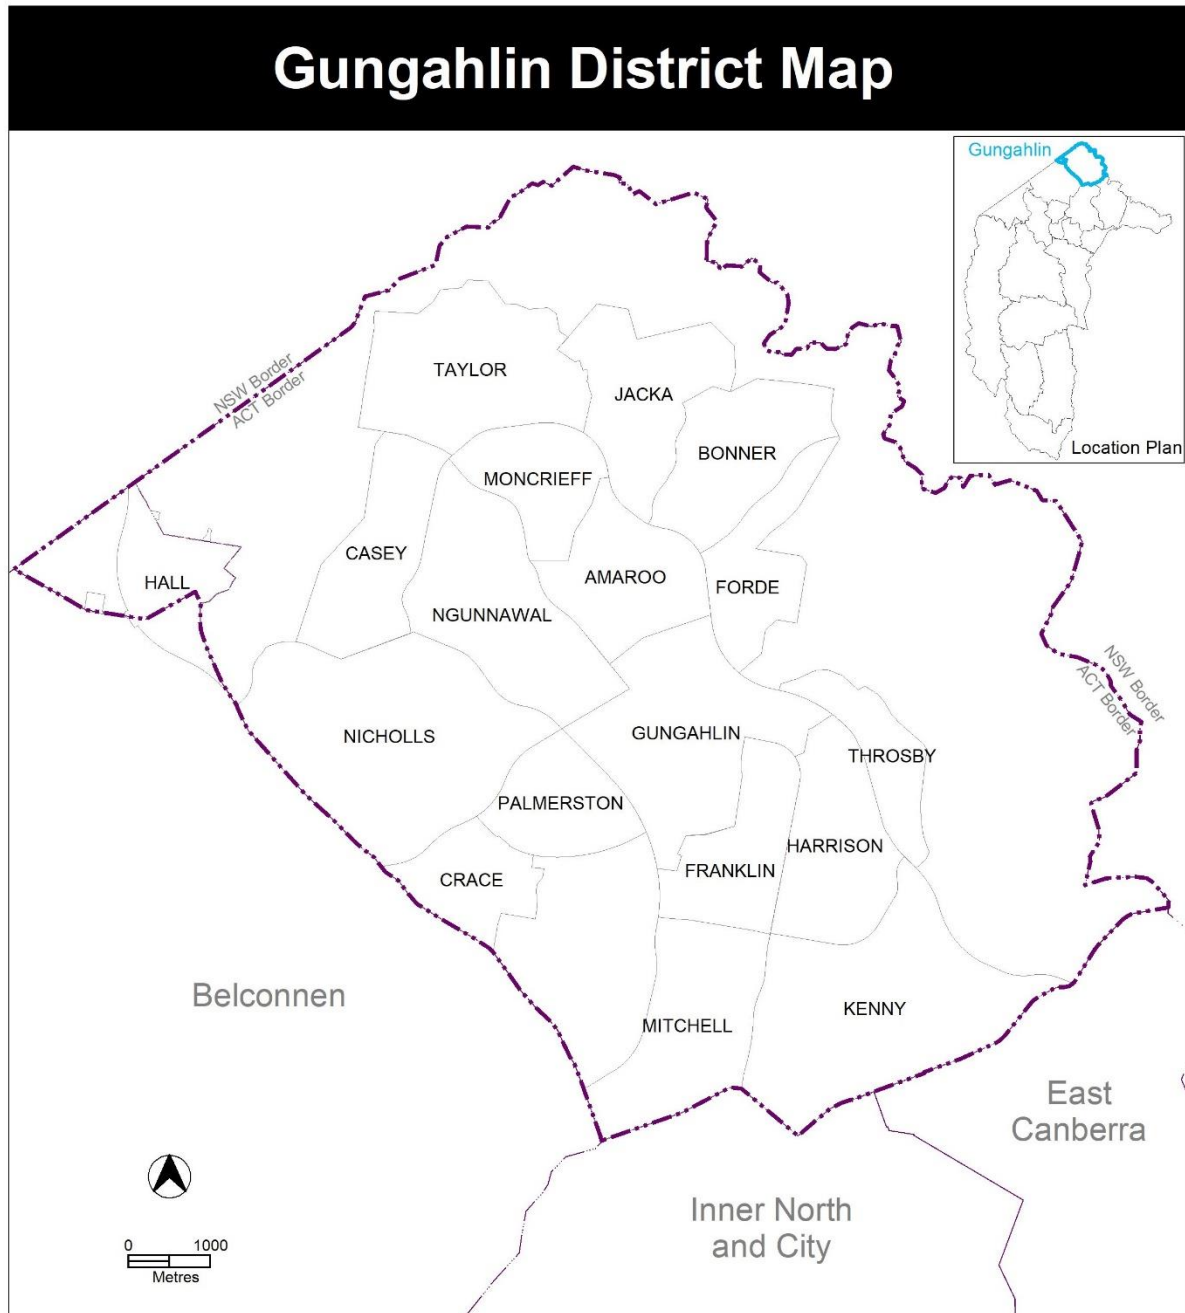 Gungahlin District Map
Gungahlin
Location Plan
NSW Border
ACT Border
TAYLOR
JACKA
BONNER
MONCRIEFF
CASEY
AMAROO
HALL
FORDE
NGUNNAWAL
NSW Border
ACT Border
NICHOLLS
GUNGAHLIN
THROSBY
PALMERSTON
HARRISON
FRANKLIN
CRACE
Belconnen
KENNY
MITCHELL
East
Canberra
Inner North
and City
0 1000
Metres